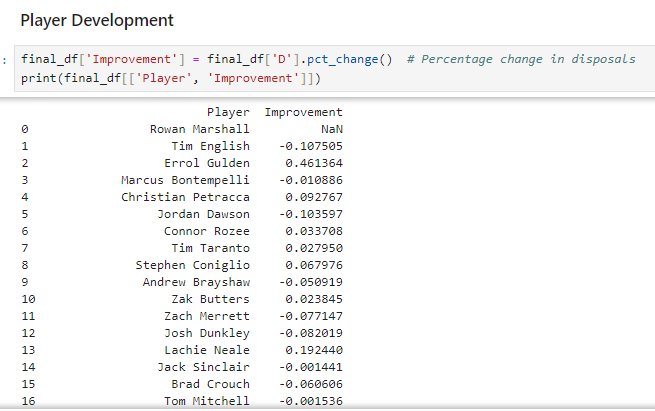 Player Development
: final_df['Improvement'] = final_df['D'].pct_change()  # Percentage change in disposals
print(final_df[['Player', 'Improvement']])
Player  Improvement
0 Rowan Marshall NaN
1 Tim English -0.107505
2 Errol Gulden 0.461364
3 Marcus Bontempelli -0.010886
4 Christian Petracca 0.092767
5 Jordan Dawson -0.103597
6 Connor Rozee 0.033708
7 Tim Taranto 0.027950
8 Stephen Coniglio 0.067976
9 Andrew Brayshaw -0.050919
10 Zak Butters 0.023845
11 Zach Merrett -0.077147
12 Josh Dunkley -0.082019
13 Lachie Neale 0.192440
14 Jack Sinclair -0.001441
15 Brad Crouch -0.060606
16 Tom Mitchell -0.001536